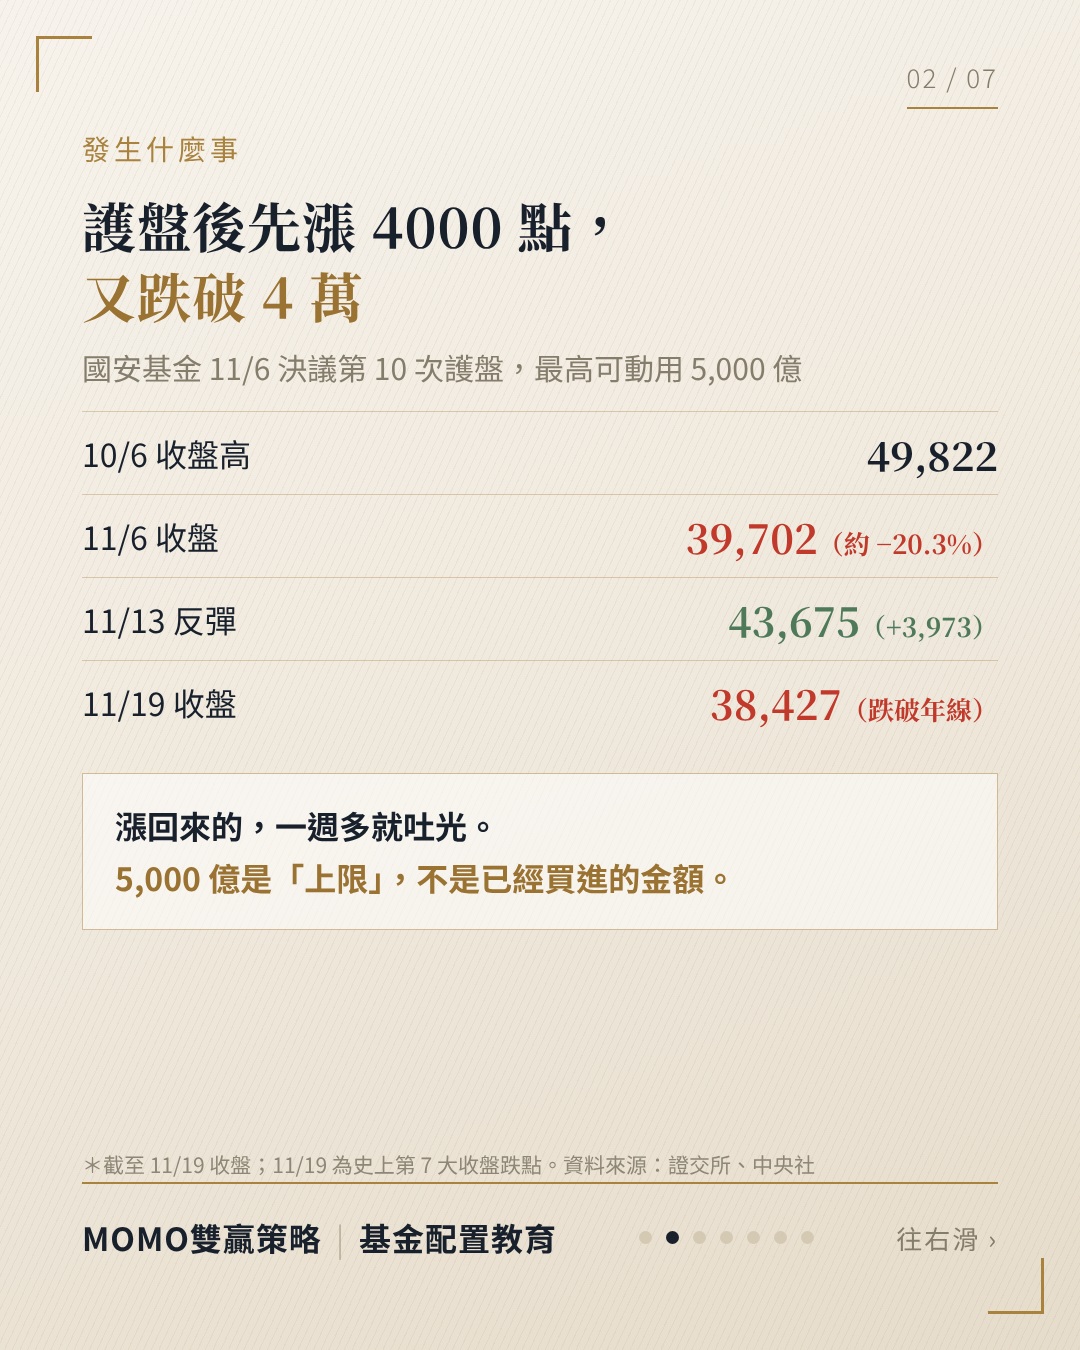 02 / 07
發生什麼事
護盤後先漲 4000 點，
又跌破 4 萬
國安基金 11/6 決議第 10 次護盤，最高可動用 5,000 億
10/6 收盤高 49,822
11/6 收盤 39,702（約 −20.3%）
11/13 反彈 43,675（+3,973）
11/19 收盤 38,427（跌破年線）
漲回來的，一週多就吐光。
5,000 億是「上限」，不是已經買進的金額。
＊截至 11/19 收盤；11/19 為史上第 7 大收盤跌點。資料來源：證交所、中央社
MOMO雙贏策略｜基金配置教育 往右滑 ›